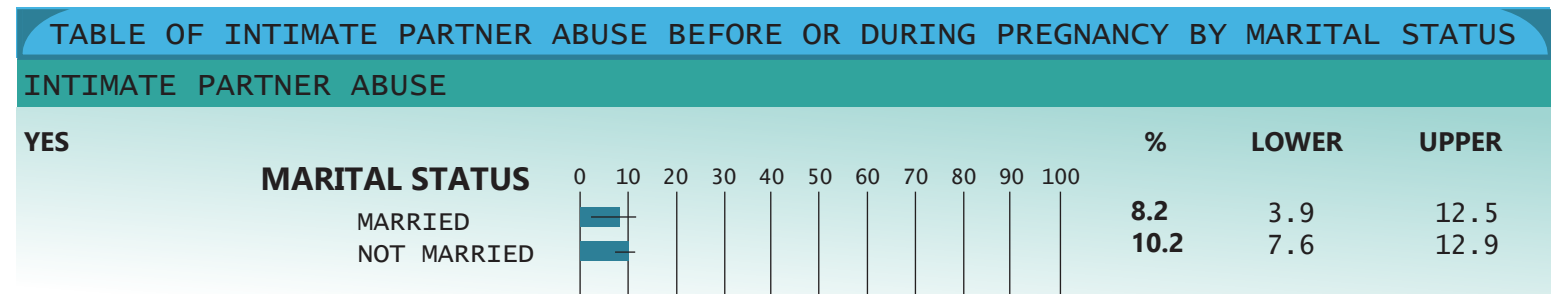 TABLE OF INTIMATE PARTNER ABUSE BEFORE OR DURING PREGNANCY BY MARITAL STATUS
INTIMATE PARTNER ABUSE
YES % LOWER UPPER
MARITAL STATUS 0 10 20 30 40 50 60 70 80 90 100
MARRIED 8.2 3.9 12.5
NOT MARRIED 10.2 7.6 12.9